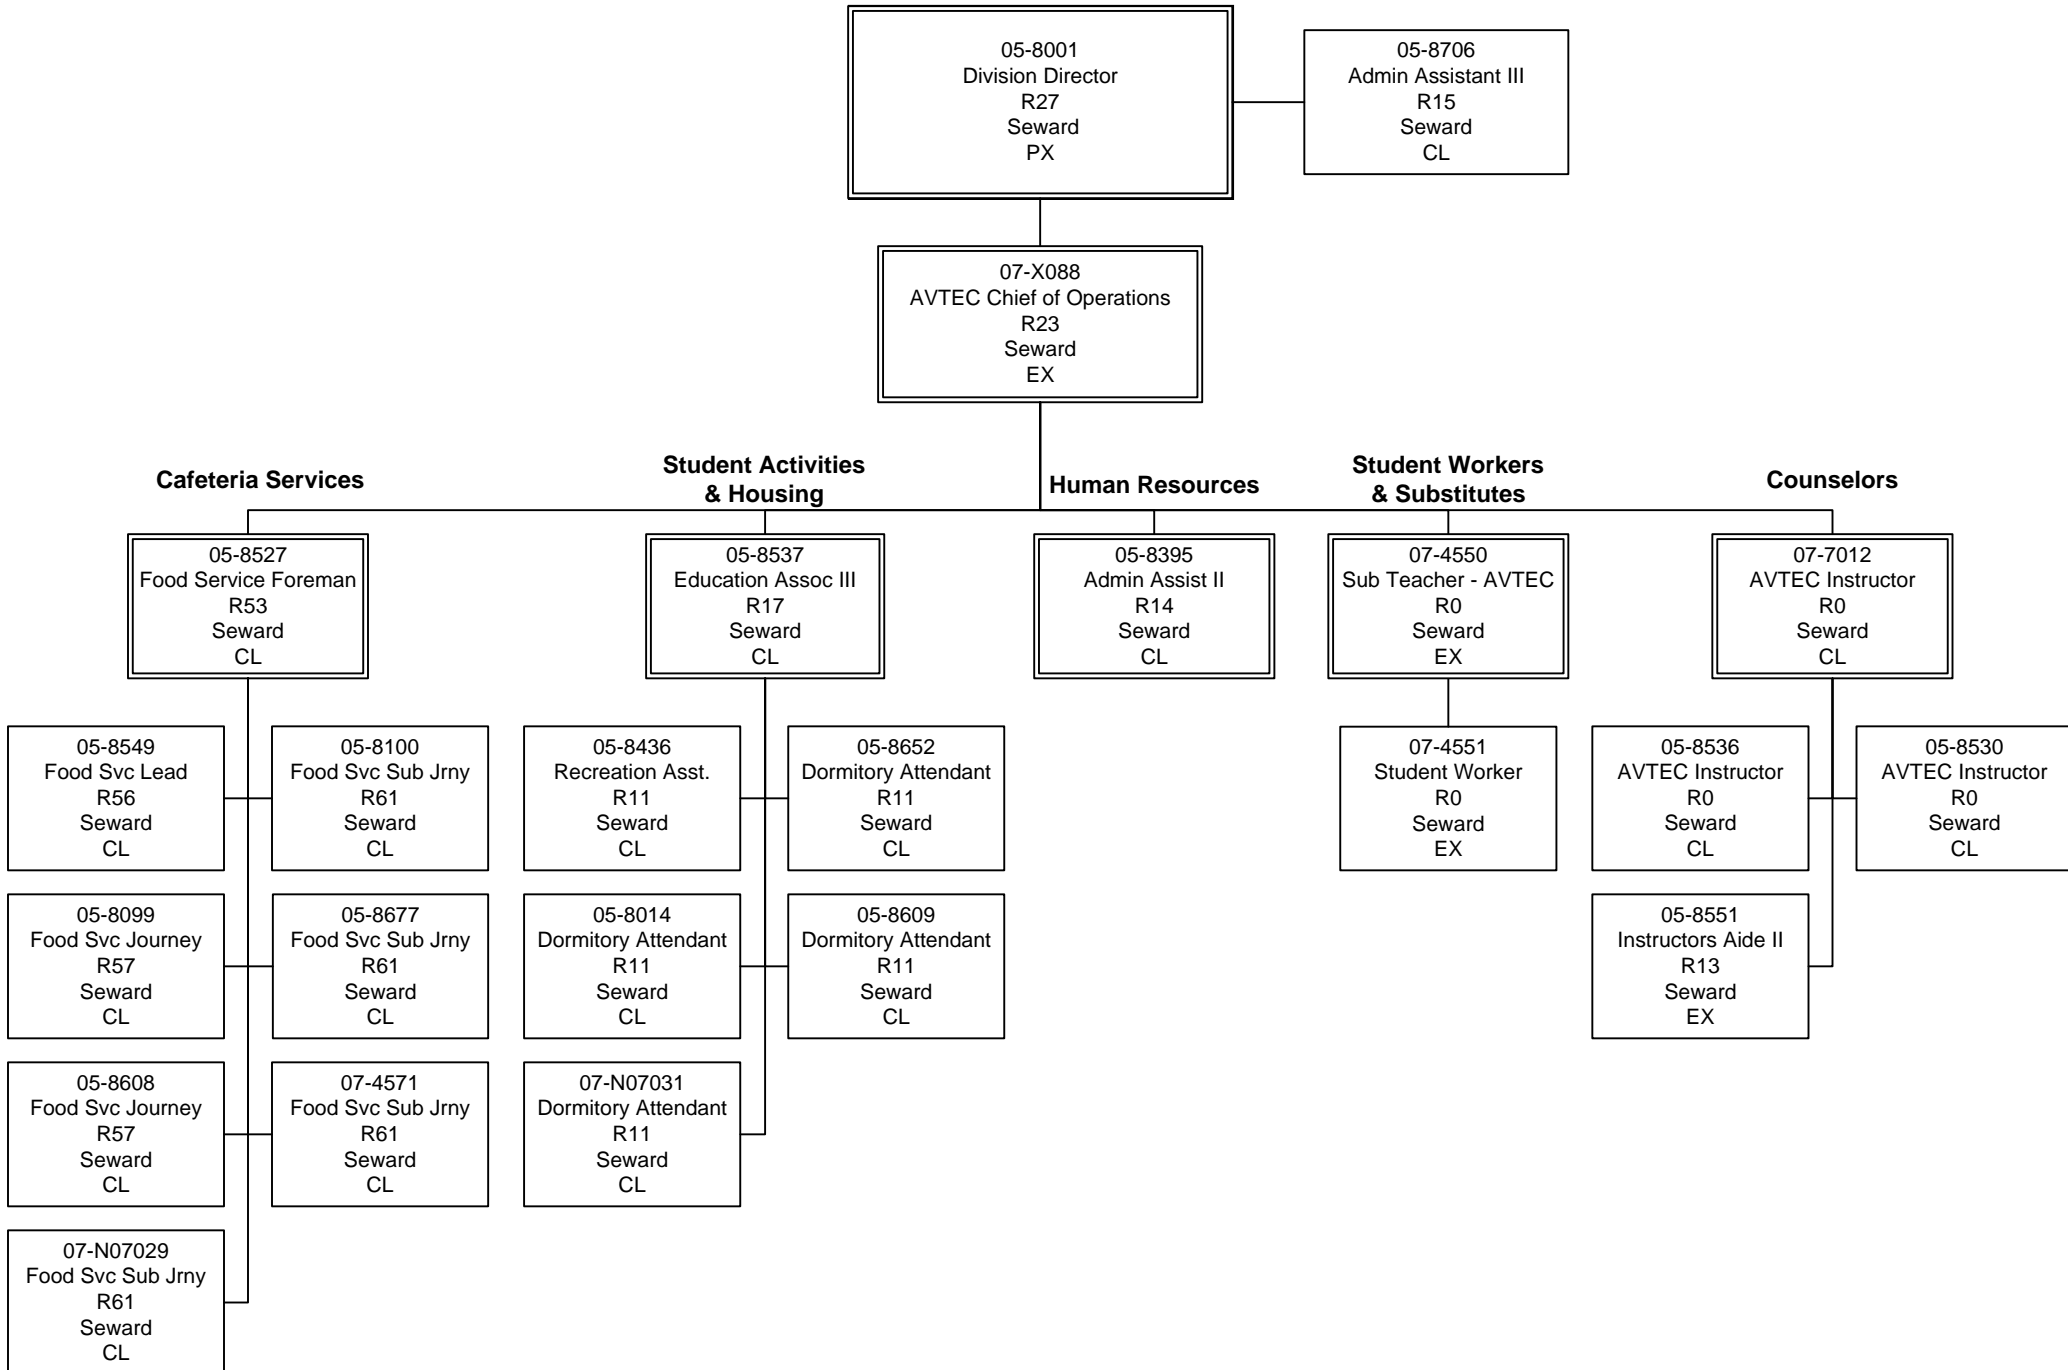 05-8001
Division Director
R27
Seward
PX
05-8706
Admin Assistant III
R15
Seward
CL
07-X088
AVTEC Chief of Operations
R23
Seward
EX
Cafeteria Services
Student Activities
& Housing
Human Resources
Student Workers
& Substitutes
Counselors
05-8527
Food Service Foreman
R53
Seward
CL
05-8537
Education Assoc III
R17
Seward
CL
05-8395
Admin Assist II
R14
Seward
CL
07-4550
Sub Teacher - AVTEC
R0
Seward
EX
07-7012
AVTEC Instructor
R0
Seward
CL
05-8549
Food Svc Lead
R56
Seward
CL
05-8100
Food Svc Sub Jrny
R61
Seward
CL
05-8436
Recreation Asst.
R11
Seward
CL
05-8652
Dormitory Attendant
R11
Seward
CL
07-4551
Student Worker
R0
Seward
EX
05-8536
AVTEC Instructor
R0
Seward
CL
05-8530
AVTEC Instructor
R0
Seward
CL
05-8099
Food Svc Journey
R57
Seward
CL
05-8677
Food Svc Sub Jrny
R61
Seward
CL
05-8014
Dormitory Attendant
R11
Seward
CL
05-8609
Dormitory Attendant
R11
Seward
CL
05-8551
Instructors Aide II
R13
Seward
EX
05-8608
Food Svc Journey
R57
Seward
CL
07-4571
Food Svc Sub Jrny
R61
Seward
CL
07-N07031
Dormitory Attendant
R11
Seward
CL
07-N07029
Food Svc Sub Jrny
R61
Seward
CL